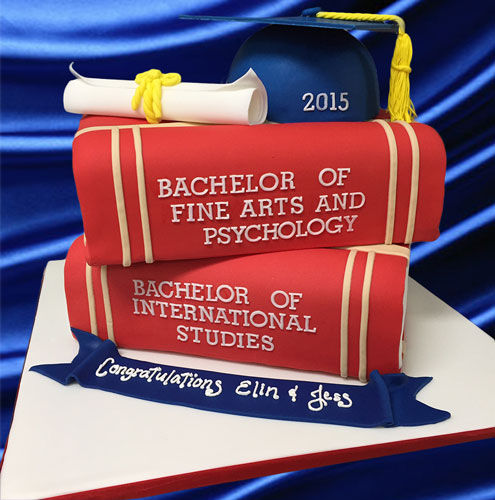 2015
BACHELOR OF
FINE ARTS AND
PSYCHOLOGY
BACHELOR OF
INTERNATIONAL
STUDIES
Congratulations Elin & Jess